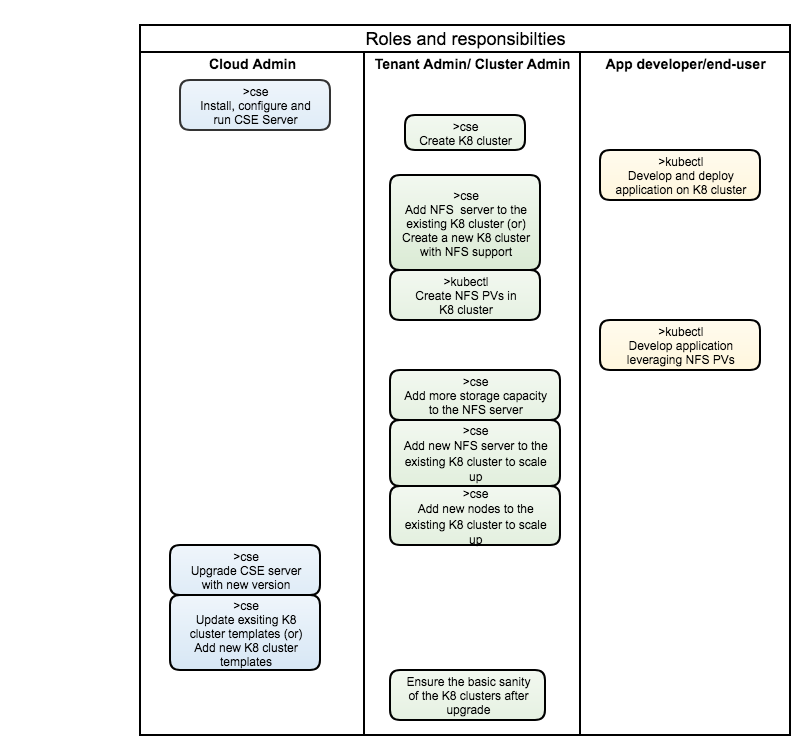 Roles and responsibilties
Cloud Admin
Tenant Admin/ Cluster Admin
App developer/end-user
>cse
Install, configure and
run CSE Server
>cse
Create K8 cluster
>kubectl
Develop and deploy
application on K8 cluster
>cse
Add NFS  server to the
existing K8 cluster (or)
Create a new K8 cluster
with NFS support
>kubectl
Create NFS PVs in
K8 cluster
>kubectl
Develop application
leveraging NFS PVs
>cse
Add more storage capacity
to the NFS server
>cse
Add new NFS server to the
existing K8 cluster to scale
up
>cse
Add new nodes to the
existing K8 cluster to scale
up
>cse
Upgrade CSE server
with new version
>cse
Update exsiting K8
cluster templates (or)
Add new K8 cluster
templates
Ensure the basic sanity
of the K8 clusters after
upgrade